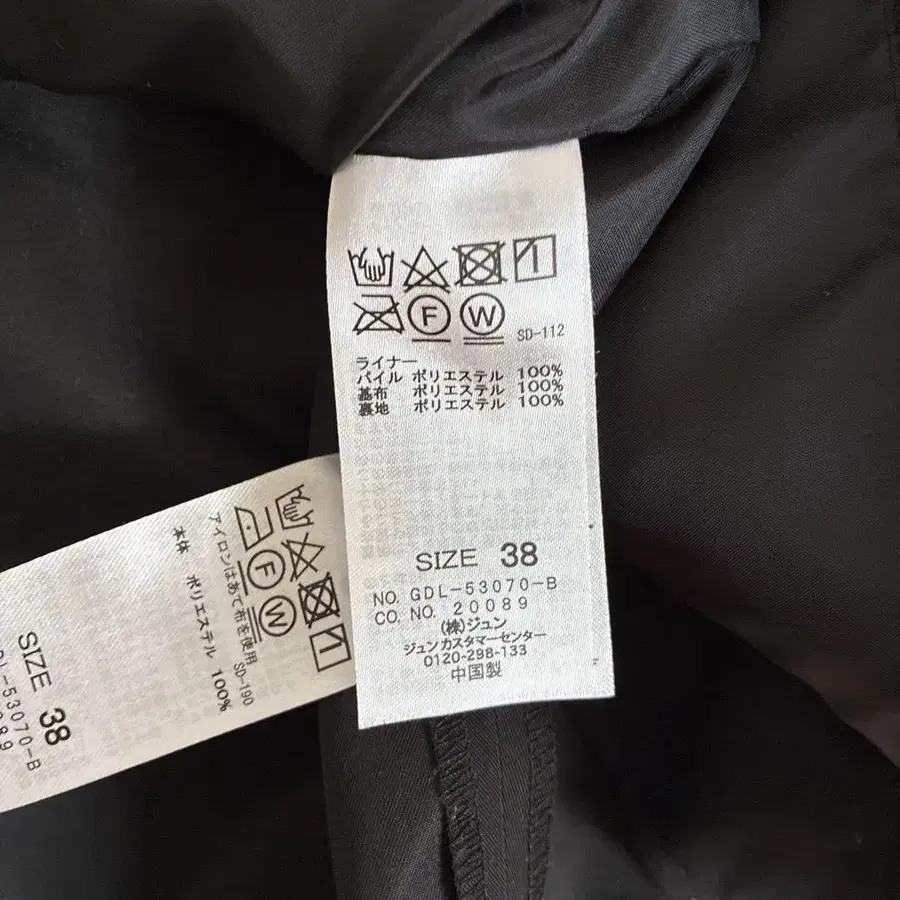 F W SD-112
ライナー
パイル ポリエステル 100%
基布 ポリエステル 100%
裏地 ポリエステル 100%
SIZE 38
NO. GDL-53070-B
CO. NO. 20089
(株)ジュン
ジュンカスタマーセンター
0120-298-133
中国製
F W
アイロンはあて布を使用 SD-190
本体 ポリエステル 100%
SIZE 38
DL-53070-B
089